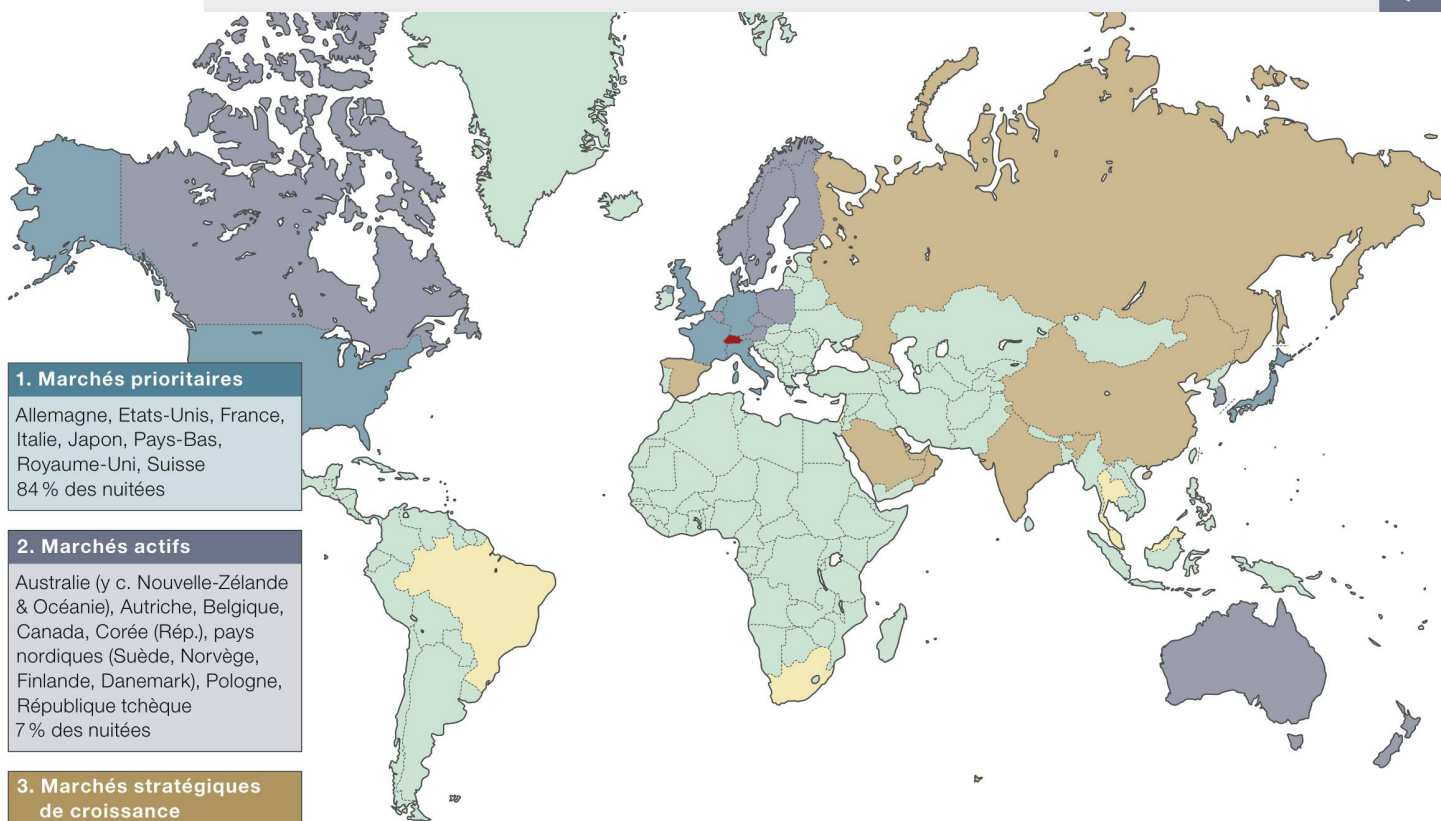 1. Marchés prioritaires
Allemagne, Etats-Unis, France,
Italie, Japon, Pays-Bas,
Royaume-Uni, Suisse
84 % des nuitées
2. Marchés actifs
Australie (y c. Nouvelle-Zélande
& Océanie), Autriche, Belgique,
Canada, Corée (Rép.), pays
nordiques (Suède, Norvège,
Finlande, Danemark), Pologne,
République tchèque
7 % des nuitées
3. Marchés stratégiques
de croissance